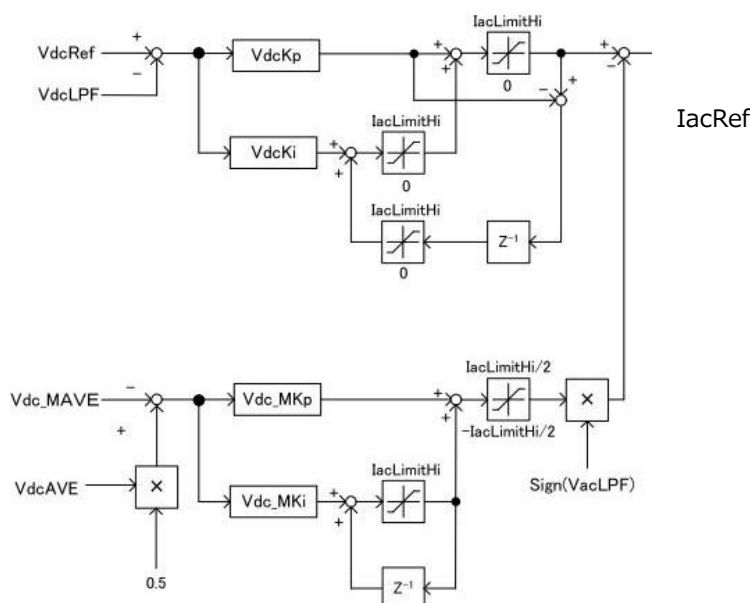 IacLimitHi
+
VdcRef
+
VdcKp
+
+
+
−
0
−
+
−
VdcLPF
IacRef
IacLimitHi
VdcKi
+
+
0
IacLimitHi
Z⁻¹
0
IacLimitHi/2
Vdc_MAVE
−
Vdc_MKp
+
+
×
-IacLimitHi/2
+
IacLimitHi
VdcAVE
×
Vdc_MKi
+
+
Sign(VacLPF)
0.5
Z⁻¹